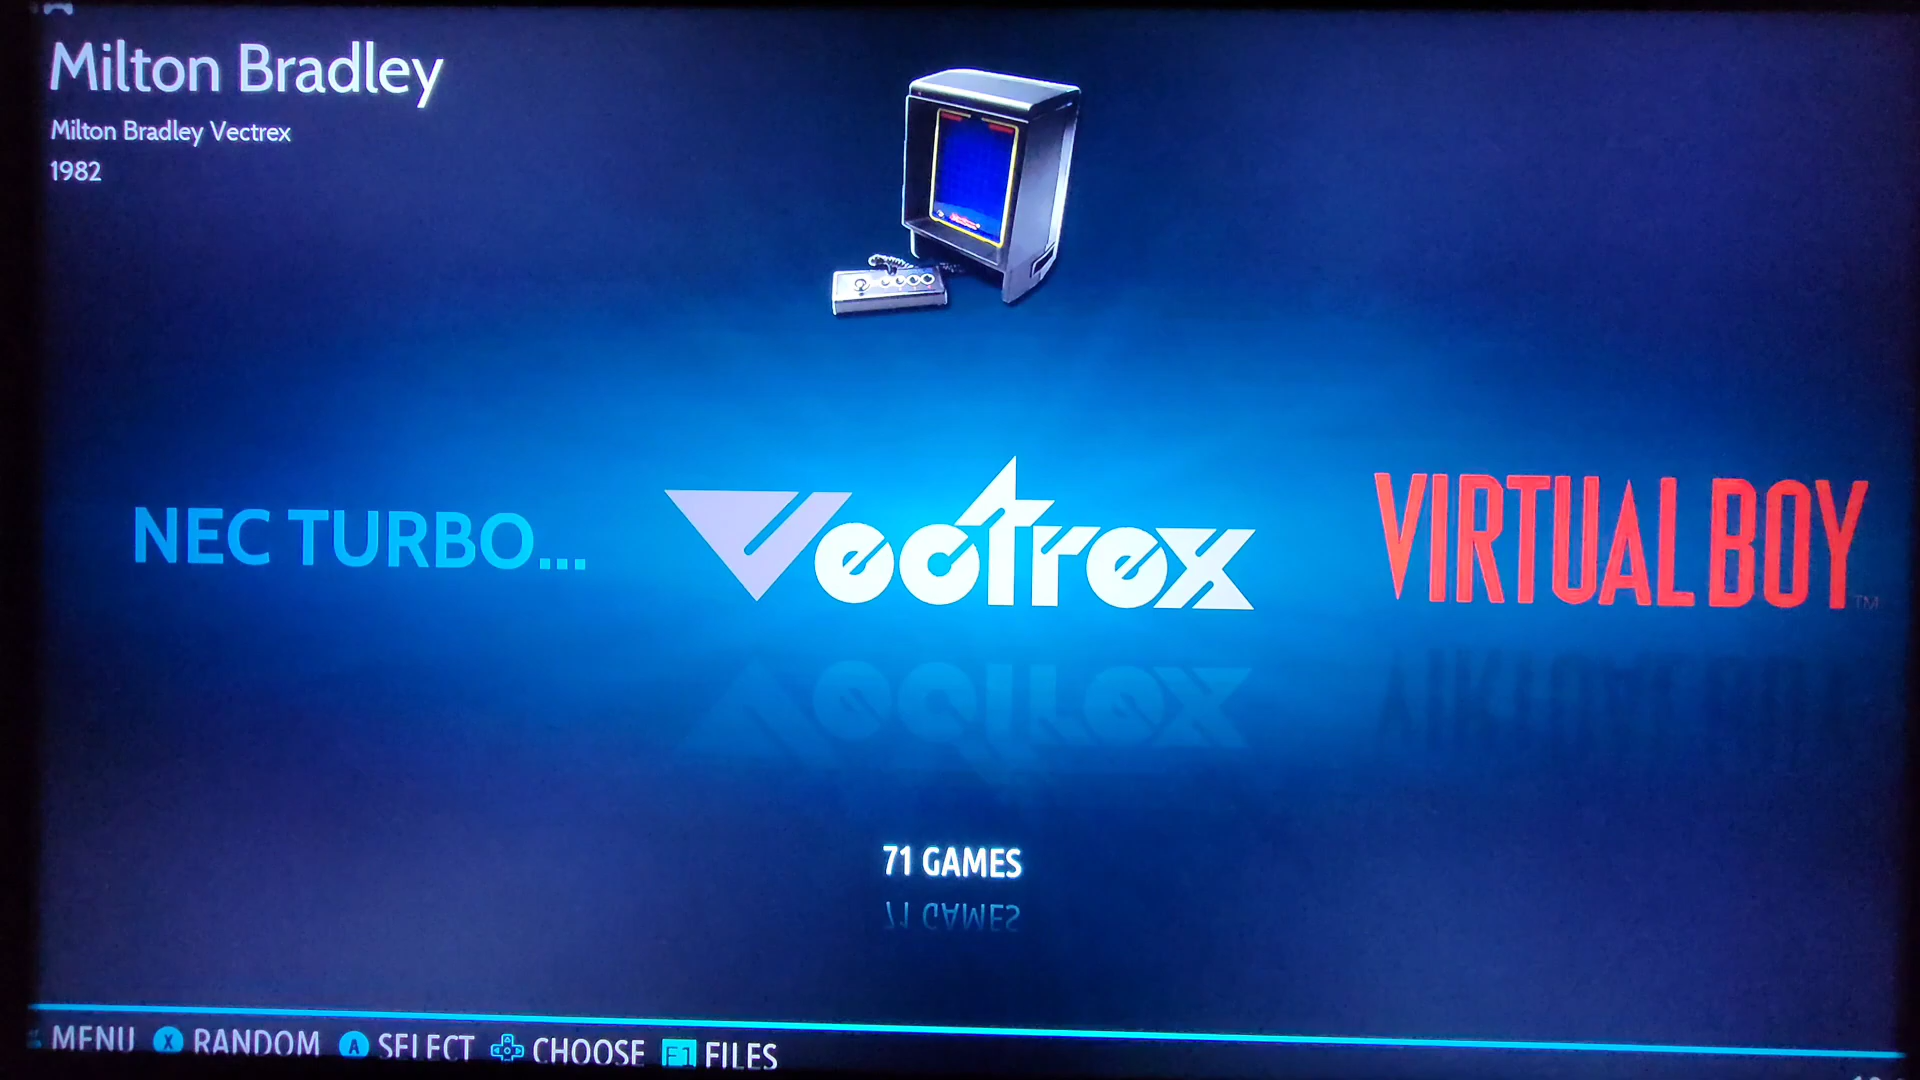 Milton Bradley
Milton Bradley Vectrex
1982
NEC TURBO...
Vectrex
VIRTUAL BOY
TM
71 GAMES
MENU X RANDOM A SELECT CHOOSE F1 FILES